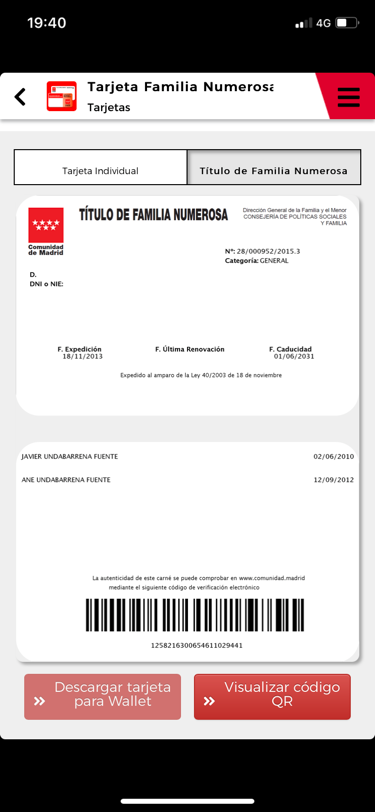 19:40
4G
Tarjeta Familia Numerosa
Tarjetas
Tarjeta Individual
Título de Familia Numerosa
TÍTULO DE FAMILIA NUMEROSA
Dirección General de la Familia y el Menor
CONSEJERÍA DE POLÍTICAS SOCIALES
Y FAMILIA
Comunidad
de Madrid
Nº: 28/000952/2015.3
Categoría: GENERAL
D.
DNI o NIE:
F. Expedición F. Última Renovación F. Caducidad
18/11/2013 01/06/2031
Expedido al amparo de la Ley 40/2003 de 18 de noviembre
JAVIER UNDABARRENA FUENTE 02/06/2010
ANE UNDABARRENA FUENTE 12/09/2012
La autenticidad de este carné se puede comprobar en www.comunidad.madrid
mediante el siguiente código de verificación electrónico
1258216300654611029441
Descargar tarjeta
para Wallet
Visualizar código
QR